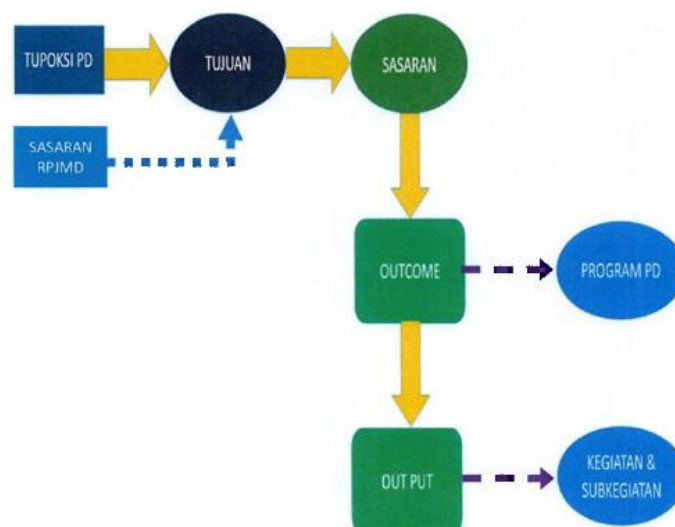 TUPOKSI PD
TUJUAN
SASARAN
SASARAN
RPJMD
OUTCOME
PROGRAM PD
OUT PUT
KEGIATAN &
SUBKEGIATAN